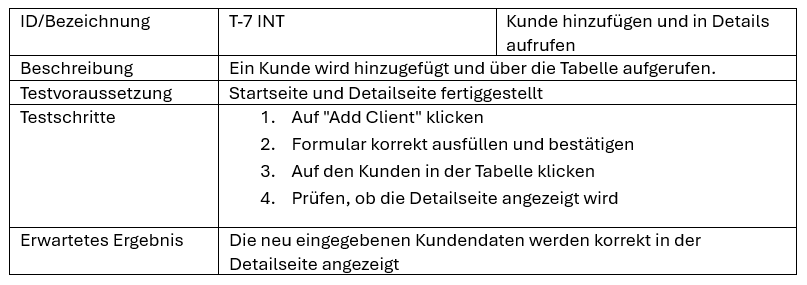 ID/Bezeichnung
T-7 INT
Kunde hinzufügen und in Details
aufrufen
Beschreibung
Ein Kunde wird hinzugefügt und über die Tabelle aufgerufen.
Testvoraussetzung
Startseite und Detailseite fertiggestellt
Testschritte
1. Auf "Add Client" klicken
2. Formular korrekt ausfüllen und bestätigen
3. Auf den Kunden in der Tabelle klicken
4. Prüfen, ob die Detailseite angezeigt wird
Erwartetes Ergebnis
Die neu eingegebenen Kundendaten werden korrekt in der
Detailseite angezeigt